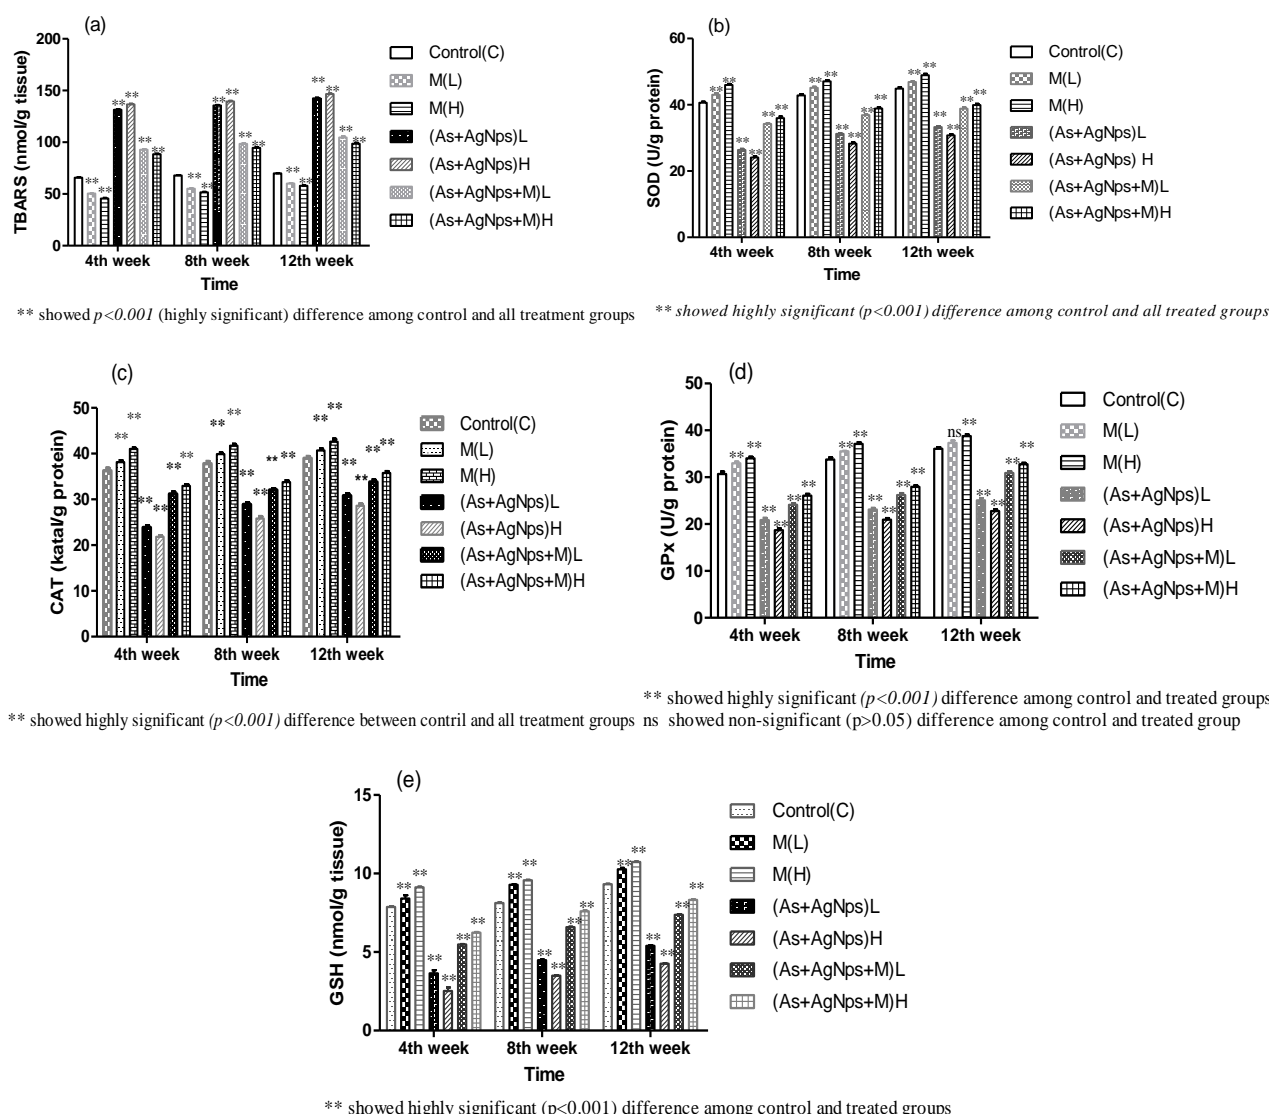 (a)
TBARS (nmol/g tissue)
200
150
100
50
0
** ** ** ** ** **
** ** ** ** ** **
** ** ** ** ** **
4th week 8th week 12th week
Time
Control(C)
M(L)
M(H)
(As+AgNps)L
(As+AgNps)H
(As+AgNps+M)L
(As+AgNps+M)H
** showed p<0.001 (highly significant) difference among control and all treatment groups
(b)
SOD (U/g protein)
60
40
20
0
** ** ** ** ** **
** ** ** ** ** **
** ** ** ** ** **
4th week 8th week 12th week
Time
Control(C)
M(L)
M(H)
(As+AgNps)L
(As+AgNps) H
(As+AgNps+M)L
(As+AgNps+M)H
** showed highly significant (p<0.001) difference among control and all treated groups
(c)
CAT (katal/g protein)
50
40
30
20
10
0
** ** ** ** ** **
** ** ** ** ** **
** ** ** ** ** **
4th week 8th week 12th week
Time
Control(C)
M(L)
M(H)
(As+AgNps)L
(As+AgNps)H
(As+AgNps+M)L
(As+AgNps+M)H
** showed highly significant (p<0.001) difference between contril and all treatment groups
(d)
GPx (U/g protein)
50
40
30
20
10
0
** ** ** ** ** **
** ** ** ** ** **
ns ** ** ** ** **
4th week 8th week 12th week
Time
Control(C)
M(L)
M(H)
(As+AgNps)L
(As+AgNps)H
(As+AgNps+M)L
(As+AgNps+M)H
** showed highly significant (p<0.001) difference among control and treated groups
ns showed non-significant (p>0.05) difference among control and treated group
(e)
GSH (nmol/g tissue)
15
10
5
0
** ** ** ** ** **
** ** ** ** ** **
** ** ** ** ** **
4th week 8th week 12th week
Time
Control(C)
M(L)
M(H)
(As+AgNps)L
(As+AgNps)H
(As+AgNps+M)L
(As+AgNps+M)H
** showed highly significant (p<0.001) difference among control and treated groups